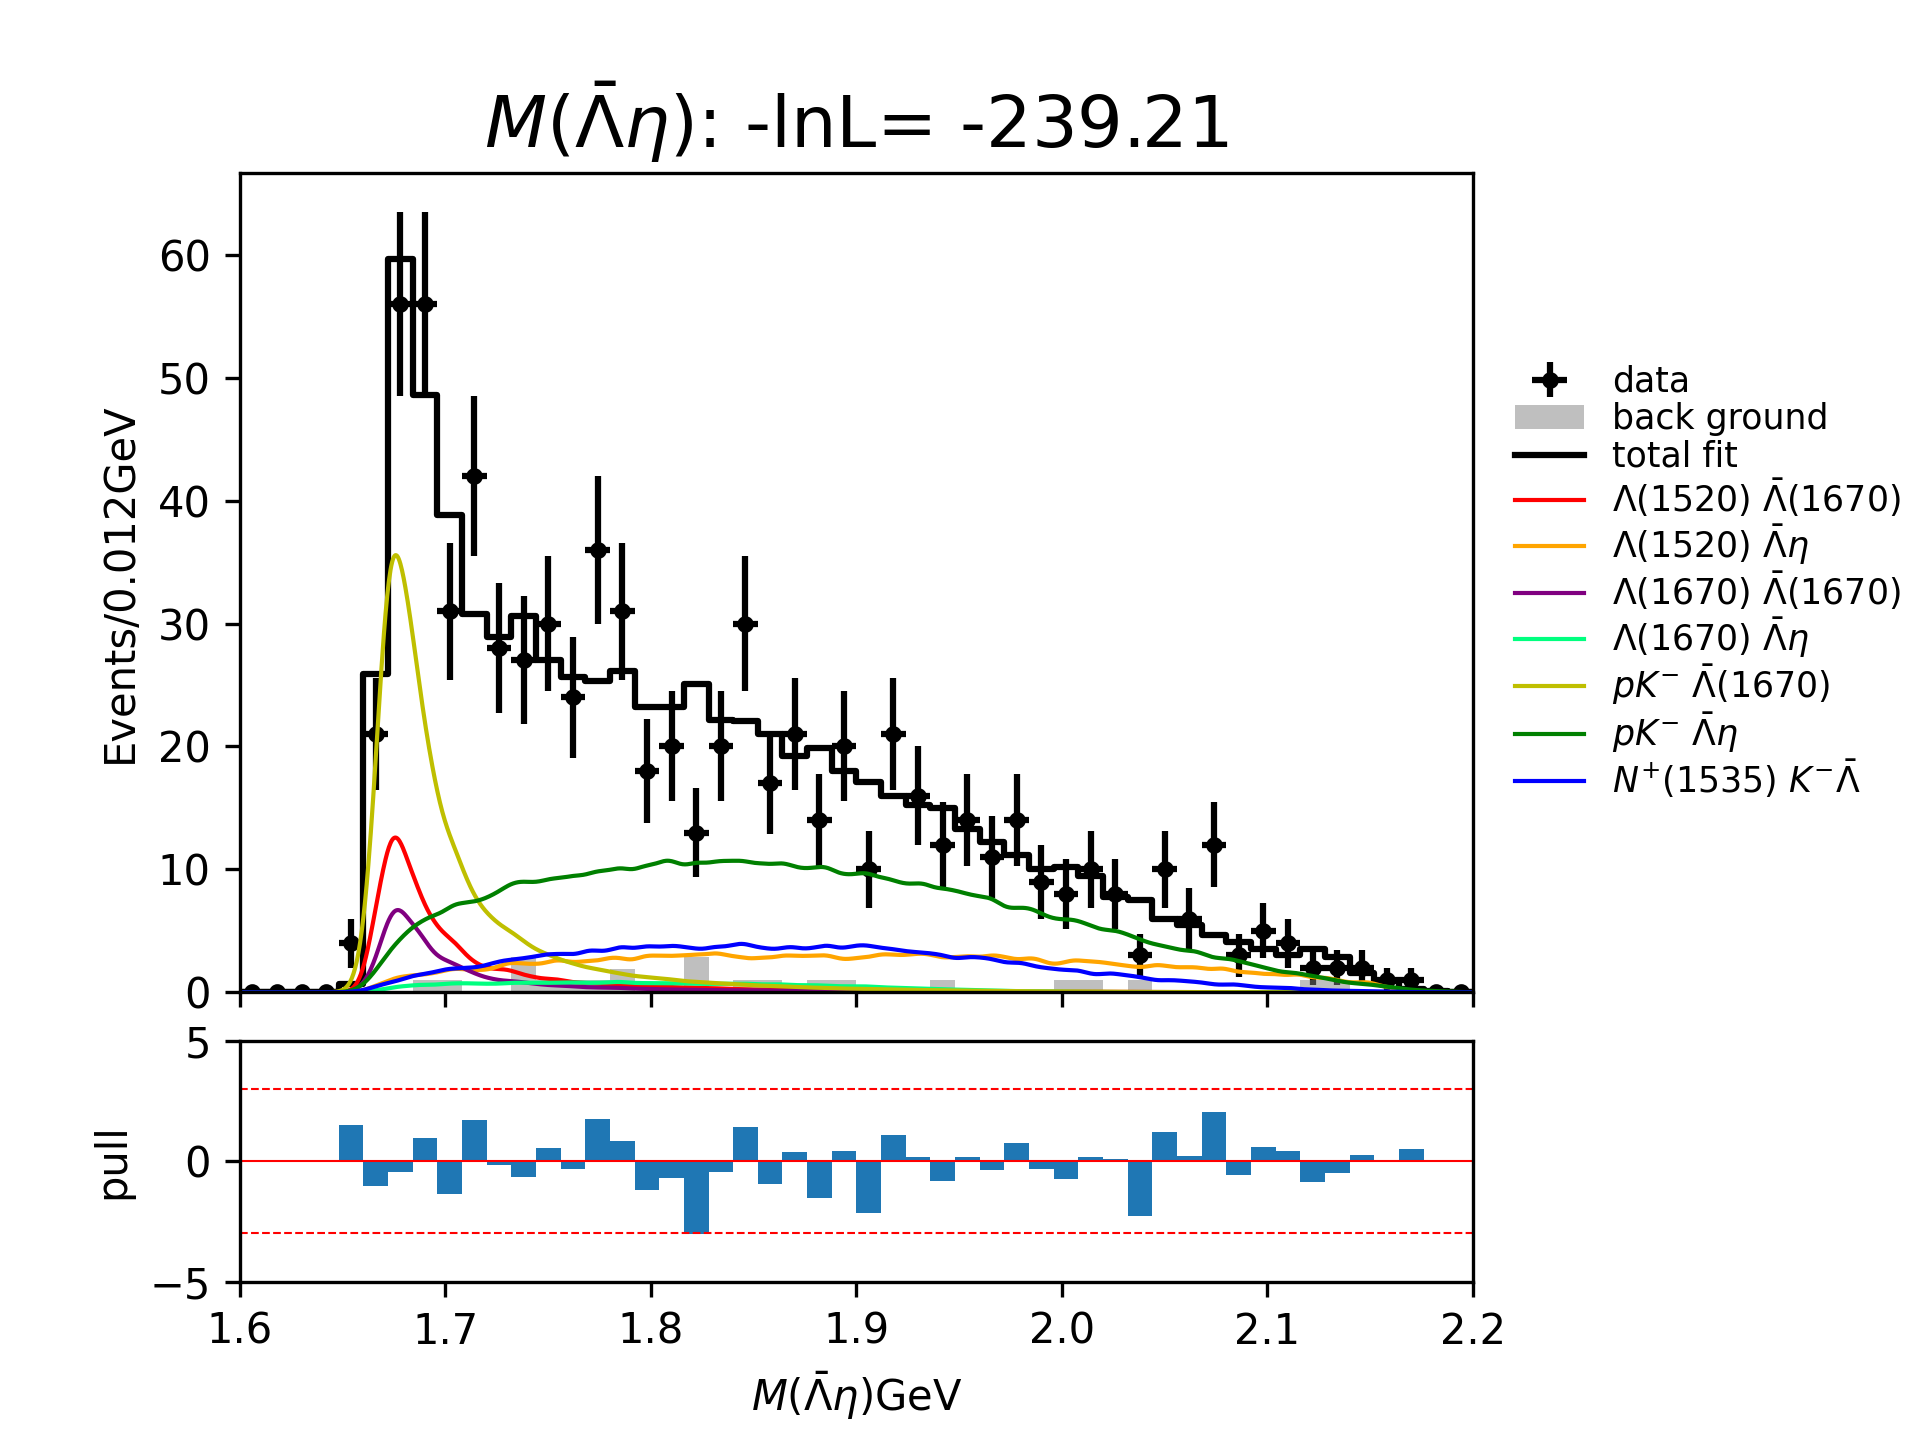 M(Λ̄η): -lnL= -239.21
Events/0.012GeV
60
50
40
30
20
10
0
data
back ground
total fit
Λ(1520) Λ̄(1670)
Λ(1520) Λ̄η
Λ(1670) Λ̄(1670)
Λ(1670) Λ̄η
pK⁻ Λ̄(1670)
pK⁻ Λ̄η
N⁺(1535) K⁻Λ̄
pull
5
0
−5
1.6 1.7 1.8 1.9 2.0 2.1 2.2
M(Λ̄η)GeV